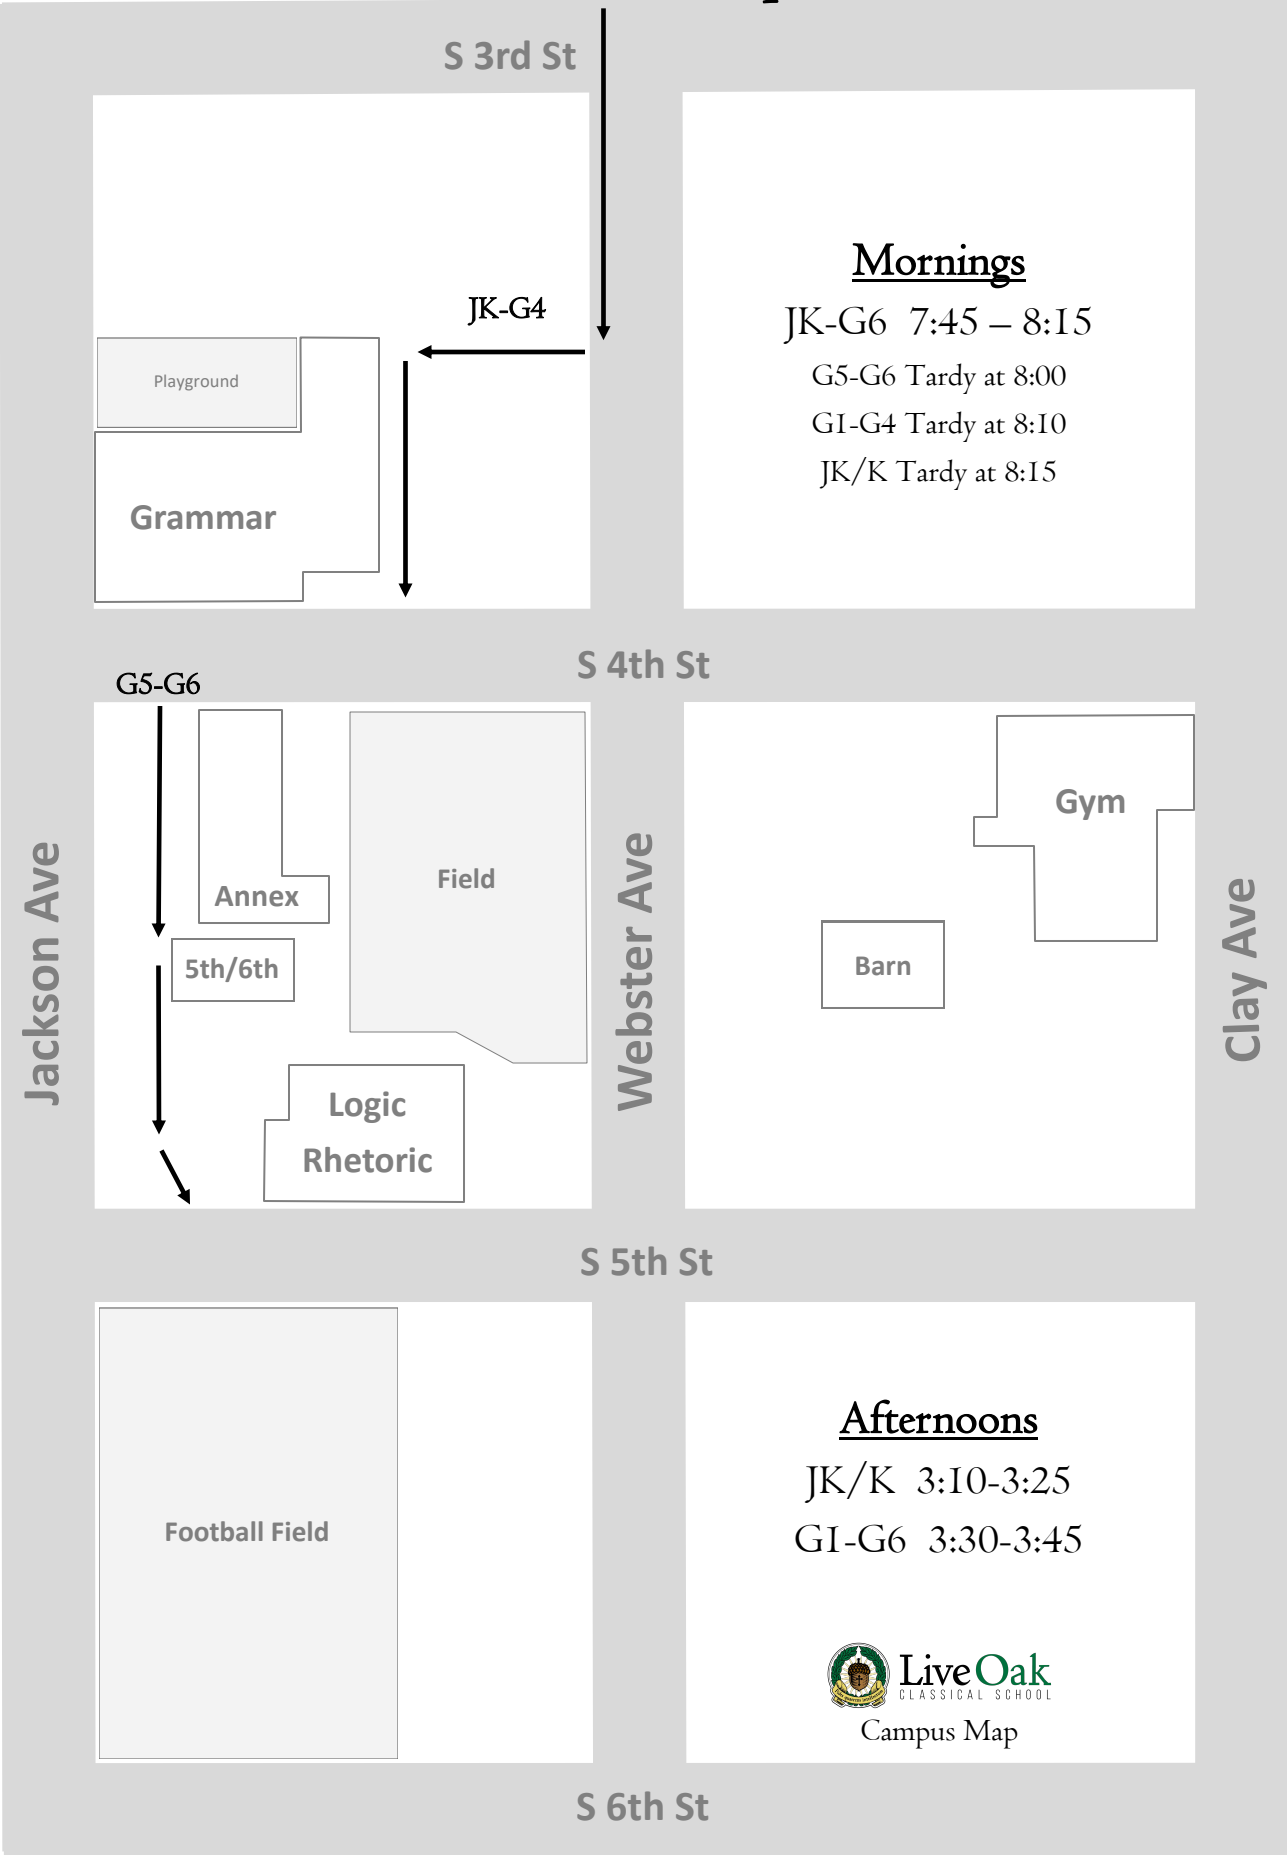 S 3rd St
JK-G4
Playground
Grammar
Mornings
JK-G6 7:45 – 8:15
G5-G6 Tardy at 8:00
G1-G4 Tardy at 8:10
JK/K Tardy at 8:15
S 4th St
G5-G6
Annex
Field
5th/6th
Logic
Rhetoric
Jackson Ave
Webster Ave
Gym
Barn
Clay Ave
S 5th St
Football Field
Afternoons
JK/K 3:10-3:25
G1-G6 3:30-3:45
Live Oak
CLASSICAL SCHOOL
Campus Map
S 6th St